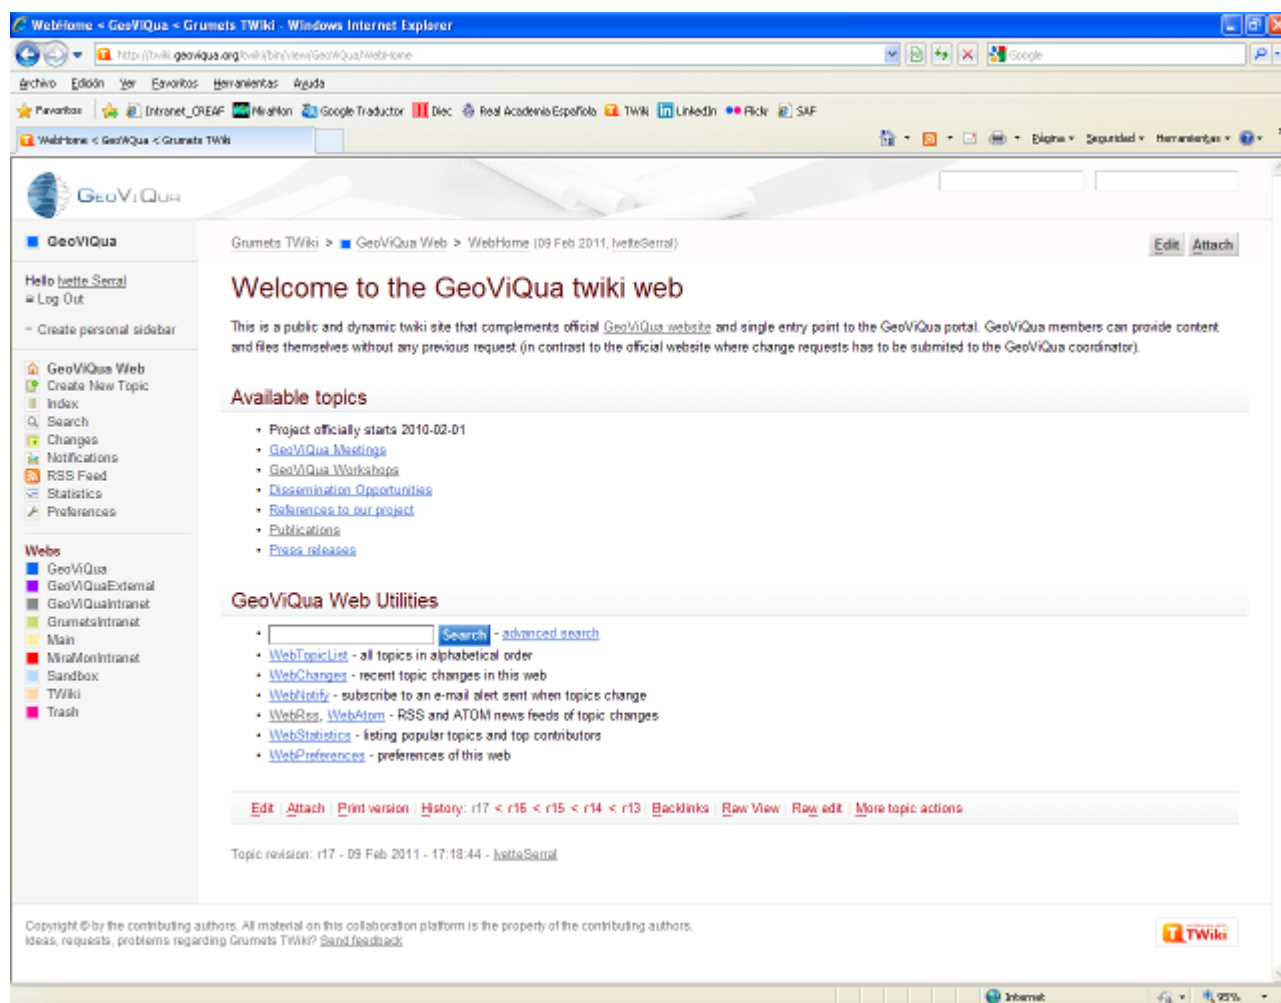 WebHome < GeoViQua < Grumets TWiki - Windows Internet Explorer
http://twiki.geoviqua.org/twiki/bin/view/GeoViQua/WebHome
Google
Archivo Edición Ver Favoritos Herramientas Ayuda
Favoritos Intranet_CREAF MiraMon Google Traductor Diec Real Academia Española TWiki LinkedIn Flickr SAF
WebHome < GeoViQua < Grumets TWiki
Página Seguridad Herramientas
GeoViQua
GeoViQua
Grumets TWiki > GeoViQua Web > WebHome (09 Feb 2011, IvetteSerral)
Edit Attach
Hello Ivette Serral
Log Out
Create personal sidebar
Welcome to the GeoViQua twiki web
This is a public and dynamic twiki site that complements official GeoViQua website and single entry point to the GeoViQua portal. GeoViQua members can provide content
and files themselves without any previous request (in contrast to the official website where change requests has to be submited to the GeoViQua coordinator).
GeoViQua Web
Create New Topic
Index
Search
Changes
Notifications
RSS Feed
Statistics
Preferences
Available topics
• Project officially starts 2010-02-01
• GeoViQua Meetings
• GeoViQua Workshops
• Dissemination Opportunities
• References to our project
• Publications
• Press releases
Webs
GeoViQua
GeoViQuaExternal
GeoViQuaIntranet
GrumetsIntranet
Main
MiraMonIntranet
Sandbox
TWiki
Trash
GeoViQua Web Utilities
• Search - advanced search
• WebTopicList - all topics in alphabetical order
• WebChanges - recent topic changes in this web
• WebNotify - subscribe to an e-mail alert sent when topics change
• WebRss, WebAtom - RSS and ATOM news feeds of topic changes
• WebStatistics - listing popular topics and top contributors
• WebPreferences - preferences of this web
Edit | Attach | Print version | History: r17 < r16 < r15 < r14 < r13 | Backlinks | Raw View | Raw edit | More topic actions
Topic revision: r17 - 09 Feb 2011 - 17:18:44 - IvetteSerral
Copyright © by the contributing authors. All material on this collaboration platform is the property of the contributing authors.
Ideas, requests, problems regarding Grumets TWiki? Send feedback
TWiki
Internet
95%